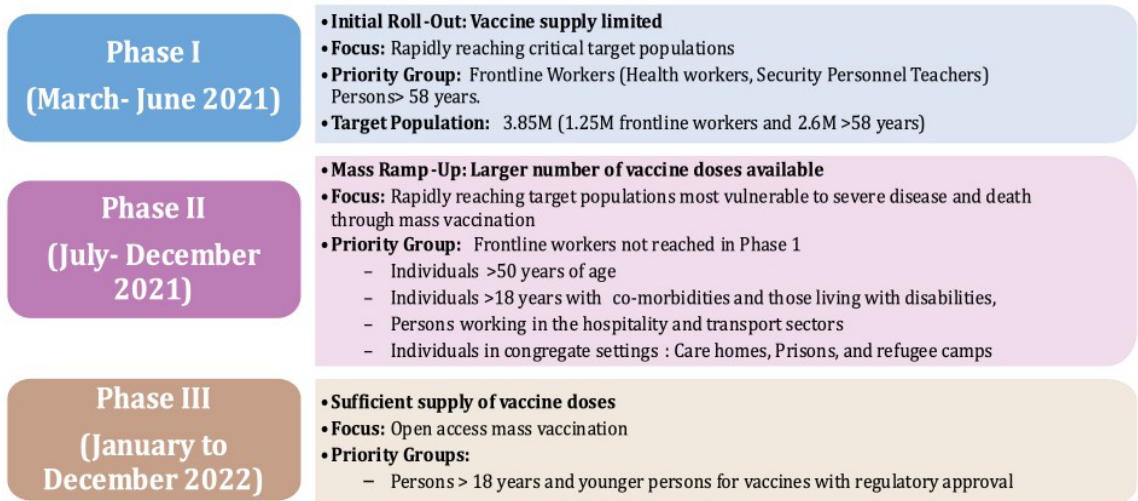 Phase I
(March- June 2021)
•Initial Roll-Out: Vaccine supply limited
•Focus: Rapidly reaching critical target populations
•Priority Group: Frontline Workers (Health workers, Security Personnel Teachers)
Persons> 58 years.
•Target Population: 3.85M (1.25M frontline workers and 2.6M >58 years)
Phase II
(July- December
2021)
•Mass Ramp-Up: Larger number of vaccine doses available
•Focus: Rapidly reaching target populations most vulnerable to severe disease and death
through mass vaccination
•Priority Group: Frontline workers not reached in Phase 1
– Individuals >50 years of age
– Individuals >18 years with co-morbidities and those living with disabilities,
– Persons working in the hospitality and transport sectors
– Individuals in congregate settings : Care homes, Prisons, and refugee camps
Phase III
(January to
December 2022)
•Sufficient supply of vaccine doses
•Focus: Open access mass vaccination
•Priority Groups:
– Persons > 18 years and younger persons for vaccines with regulatory approval